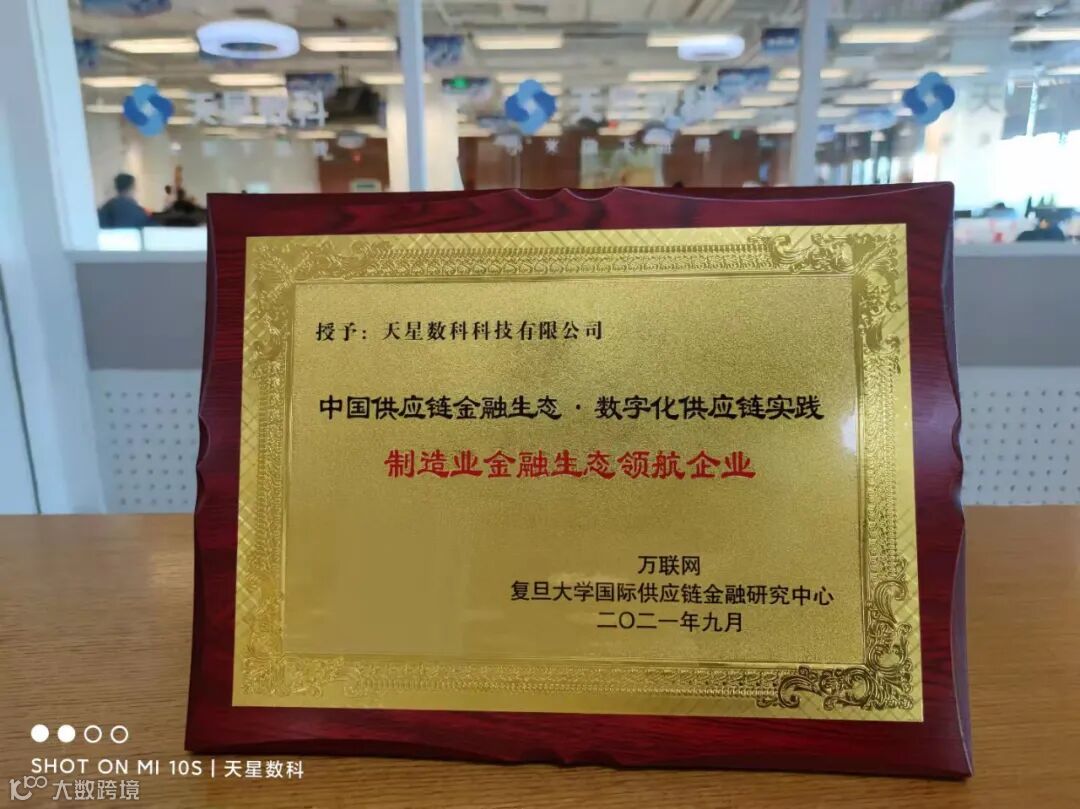 天星数科
授予：天星数科科技有限公司
中国供应链金融生态·数字化供应链实践
制造业金融生态领航企业
万联网
复旦大学国际供应链金融研究中心
二〇二一年九月
SHOT ON MI 10S | 天星数科
大数跨境